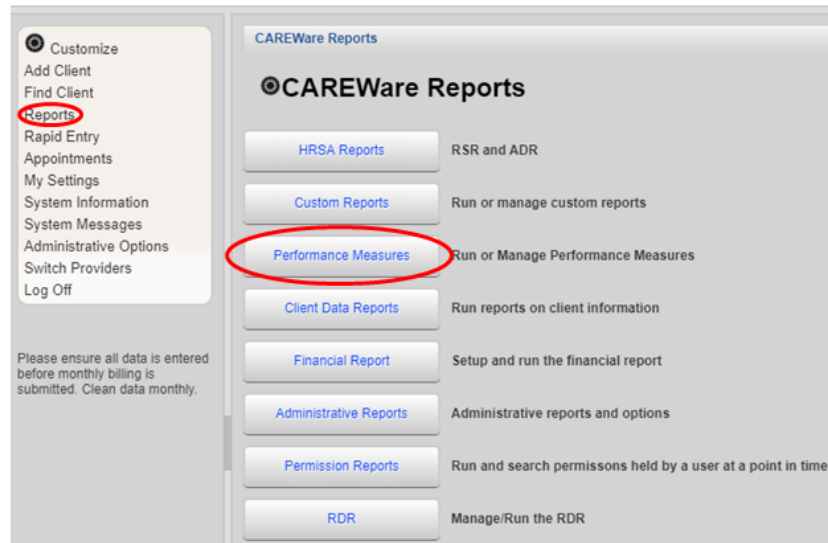 Customize
Add Client
Find Client
Reports
Rapid Entry
Appointments
My Settings
System Information
System Messages
Administrative Options
Switch Providers
Log Off
Please ensure all data is entered
before monthly billing is
submitted. Clean data monthly.
CAREWare Reports
CAREWare Reports
HRSA Reports RSR and ADR
Custom Reports Run or manage custom reports
Performance Measures Run or Manage Performance Measures
Client Data Reports Run reports on client information
Financial Report Setup and run the financial report
Administrative Reports Administrative reports and options
Permission Reports Run and search permissons held by a user at a point in time
RDR Manage/Run the RDR